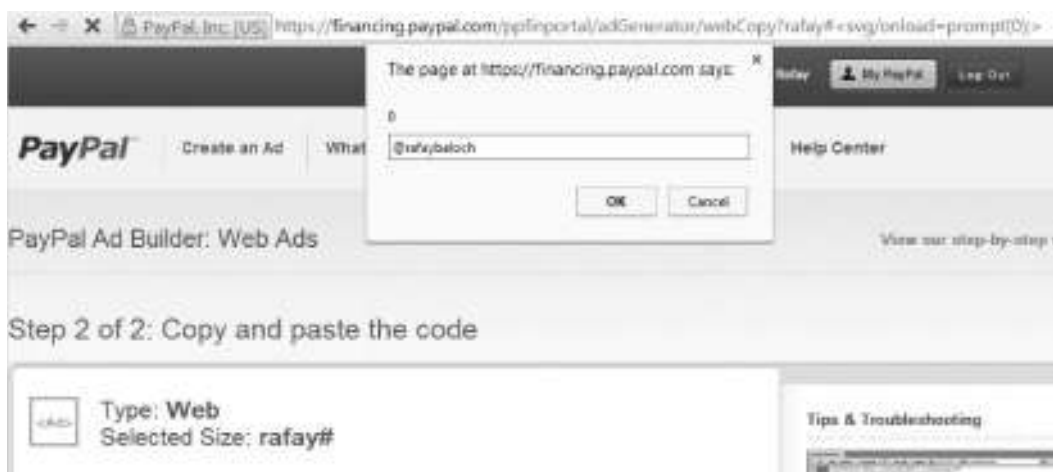 PayPal, Inc. [US] https://financing.paypal.com/ppfinportal/adGenerator/webCopy?rafay#<svg/onload=prompt(0);>
The page at https://financing.paypal.com says: ×
Rafay My PayPal Log Out
0
@rafaybaloch
PayPal Create an Ad What Help Center
OK Cancel
PayPal Ad Builder: Web Ads View our step-by-step
Step 2 of 2: Copy and paste the code
Type: Web
Selected Size: rafay#
Tips & Troubleshooting